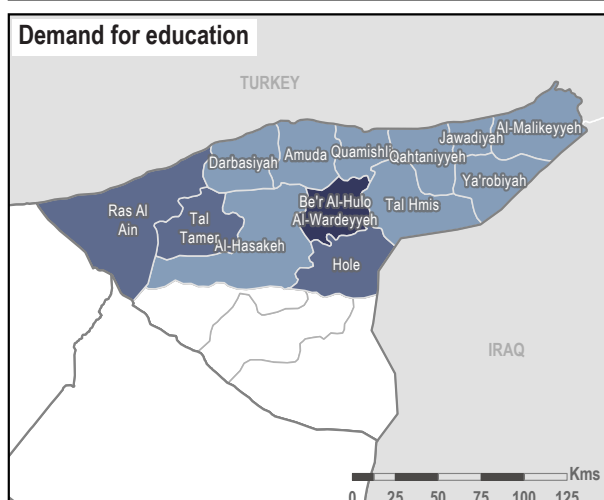 Demand for education
TURKEY
Al-Malikeyyeh
Jawadiyah
Quamishli
Amuda
Qahtaniyyeh
Darbasiyah
Ya'robiyah
Be'r Al-Hulo
Al-Wardeyyeh
Tal Hmis
Ras Al
Ain
Tal
Tamer
Al-Hasakeh
Hole
IRAQ
Kms
0 25 50 75 100 125